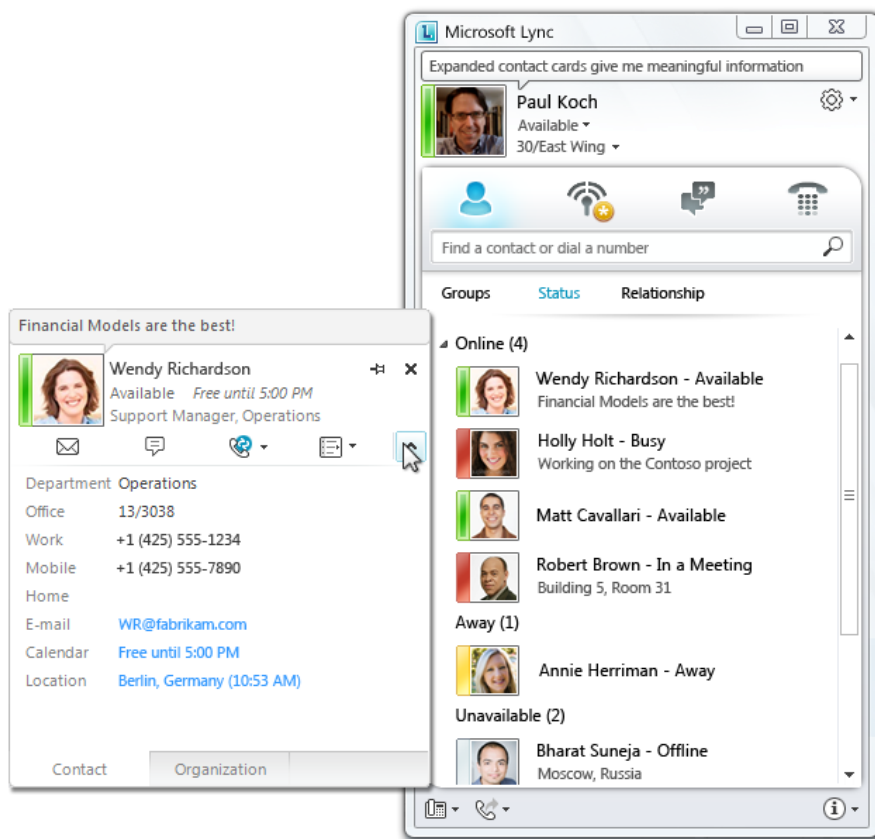 Microsoft Lync
Expanded contact cards give me meaningful information
Paul Koch
Available
30/East Wing
Find a contact or dial a number
Groups Status Relationship
Online (4)
Wendy Richardson - Available
Financial Models are the best!
Holly Holt - Busy
Working on the Contoso project
Matt Cavallari - Available
Robert Brown - In a Meeting
Building 5, Room 31
Away (1)
Annie Herriman - Away
Unavailable (2)
Bharat Suneja - Offline
Moscow, Russia
Financial Models are the best!
Wendy Richardson
Available Free until 5:00 PM
Support Manager, Operations
Department Operations
Office 13/3038
Work +1 (425) 555-1234
Mobile +1 (425) 555-7890
Home
E-mail WR@fabrikam.com
Calendar Free until 5:00 PM
Location Berlin, Germany (10:53 AM)
Contact Organization